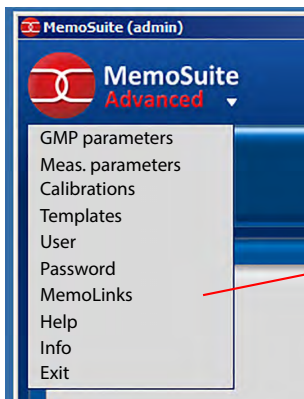 MemoSuite (admin)
MemoSuite
Advanced
GMP parameters
Meas. parameters
Calibrations
Templates
User
Password
MemoLinks
Help
Info
Exit